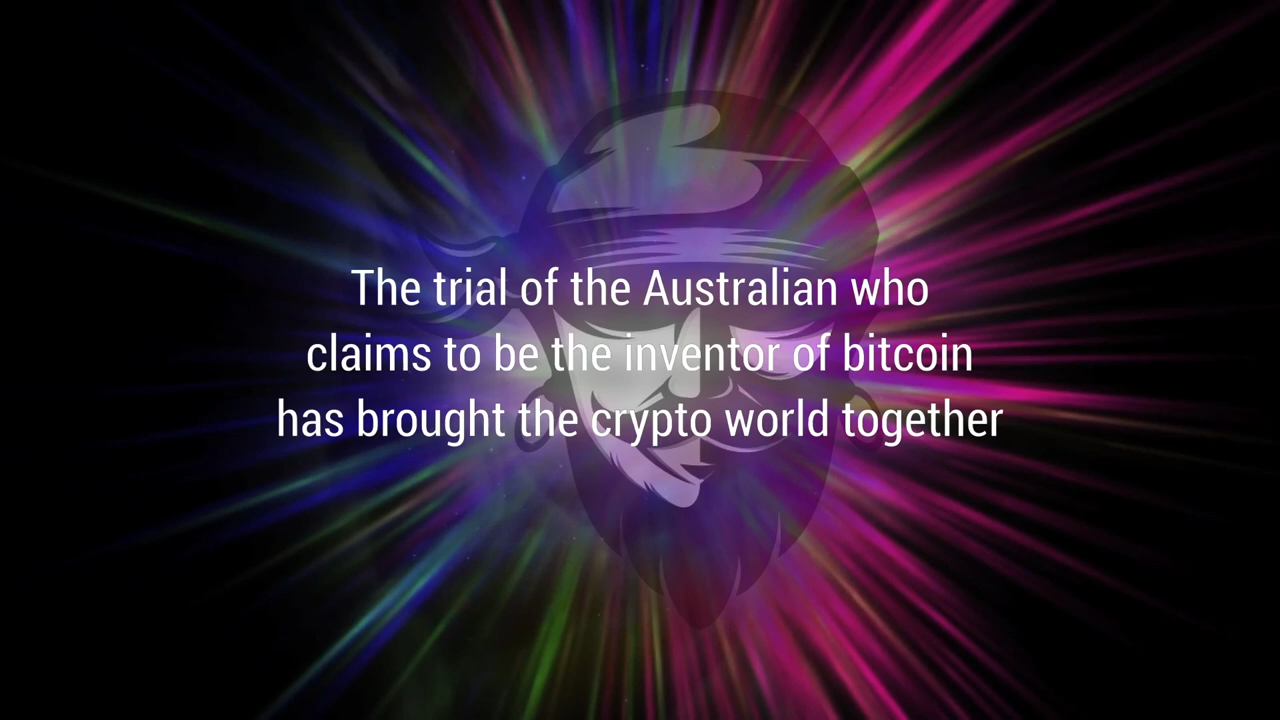 The trial of the Australian who
claims to be the inventor of bitcoin
has brought the crypto world together